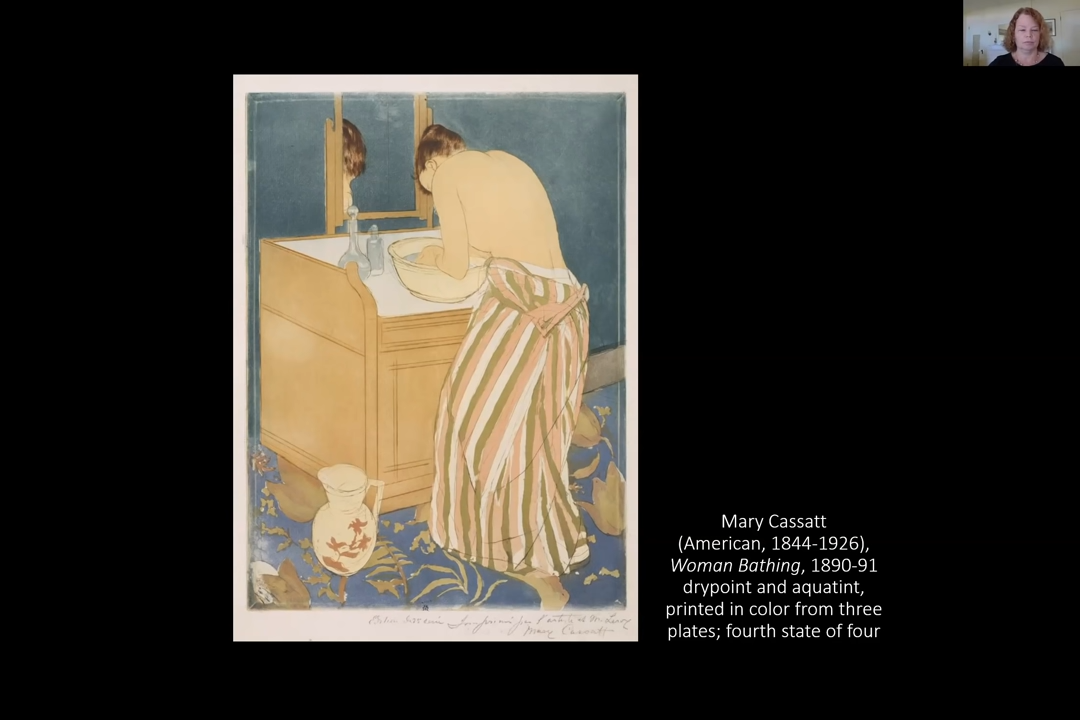 Mary Cassatt
(American, 1844-1926),
Woman Bathing, 1890-91
drypoint and aquatint,
printed in color from three
plates; fourth state of four
Mary Cassatt